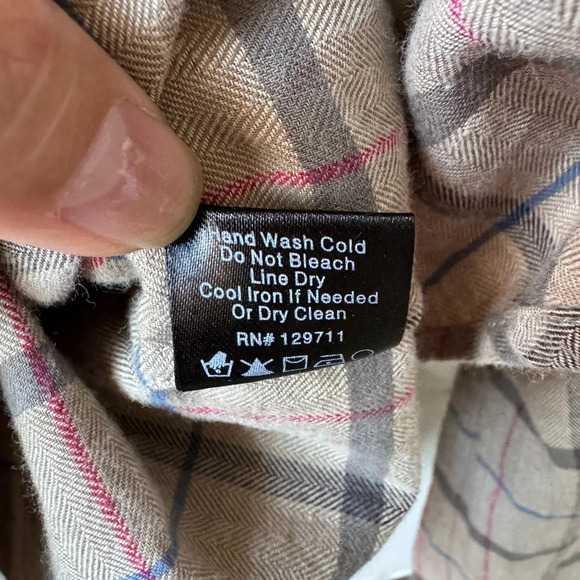 Hand Wash Cold
Do Not Bleach
Line Dry
Cool Iron If Needed
Or Dry Clean
RN# 129711